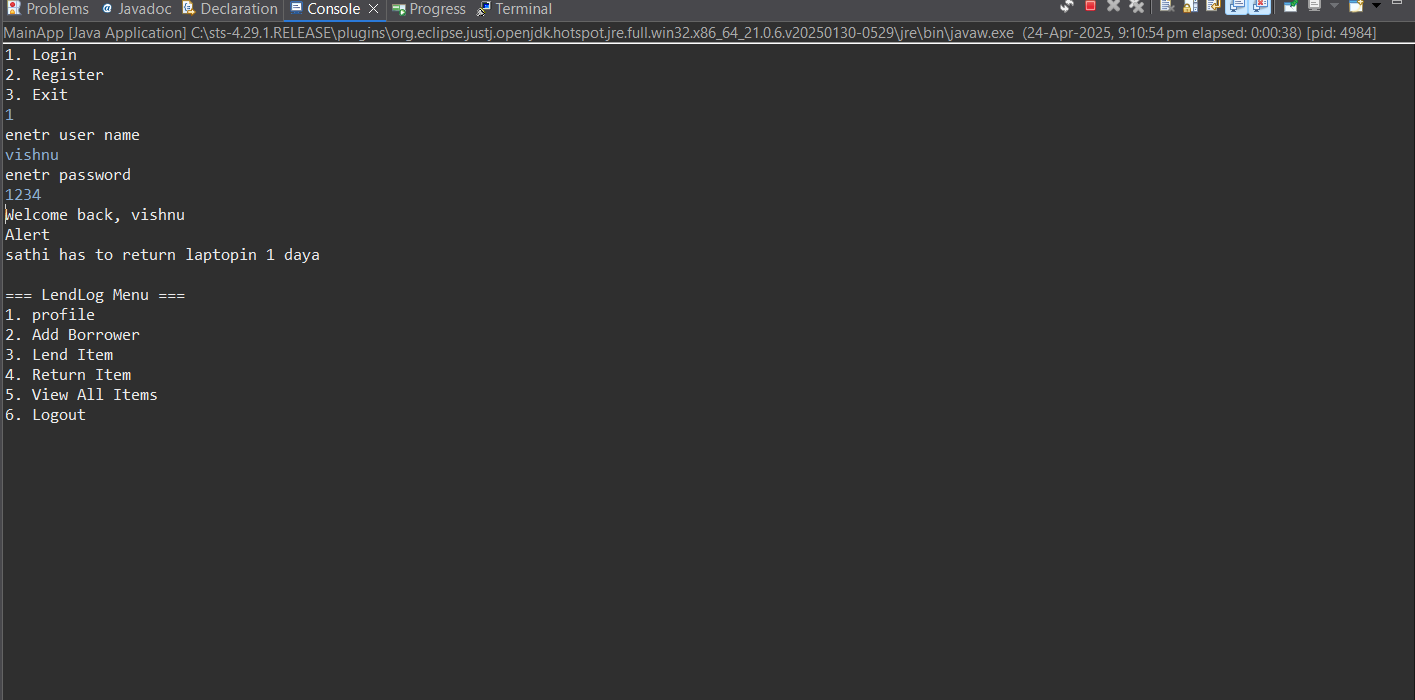 Problems Javadoc Declaration Console Progress Terminal
MainApp [Java Application] C:\sts-4.29.1.RELEASE\plugins\org.eclipse.justj.openjdk.hotspot.jre.full.win32.x86_64_21.0.6.v20250130-0529\jre\bin\javaw.exe (24-Apr-2025, 9:10:54 pm elapsed: 0:00:38) [pid: 4984]
1. Login
2. Register
3. Exit
1
enetr user name
vishnu
enetr password
1234
Welcome back, vishnu
Alert
sathi has to return laptopin 1 daya
=== LendLog Menu ===
1. profile
2. Add Borrower
3. Lend Item
4. Return Item
5. View All Items
6. Logout